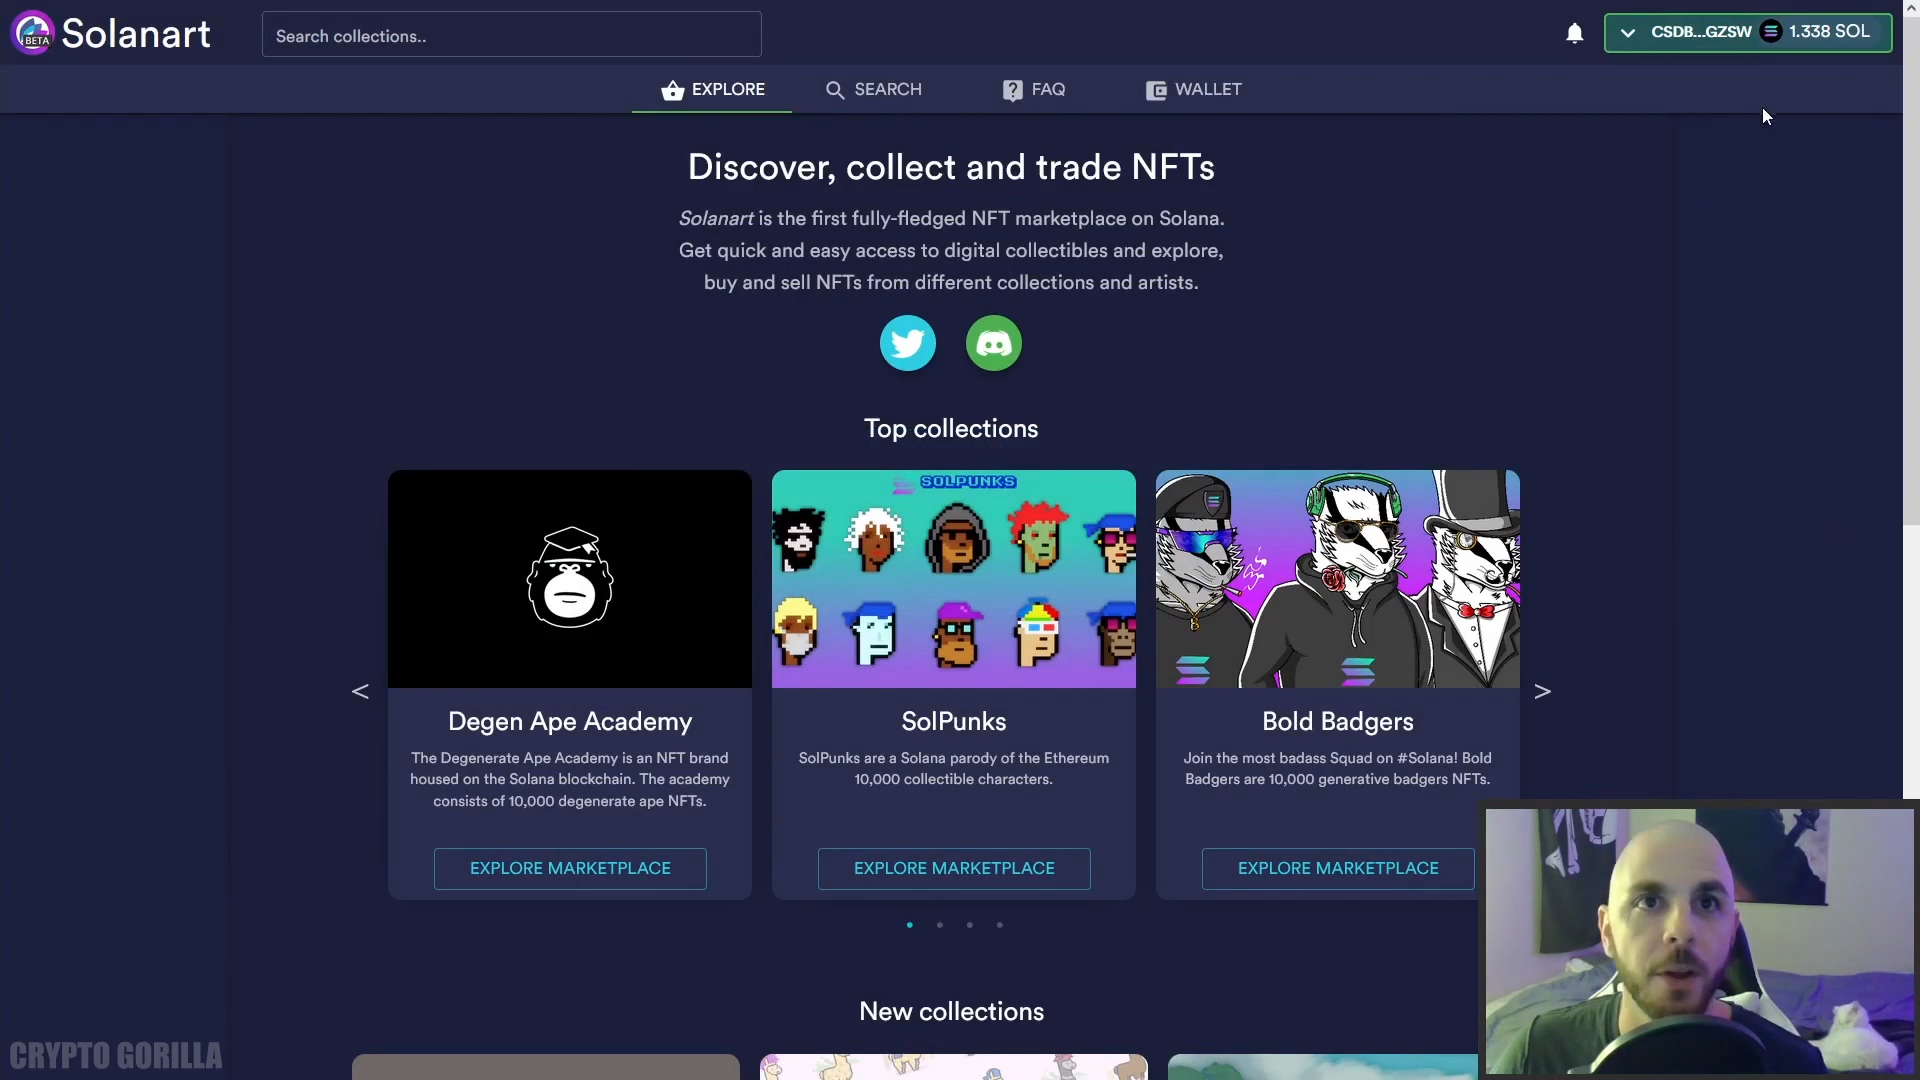 BETA
Solanart
Search collections..
CSDB...GZSW
1.338 SOL
EXPLORE
SEARCH
FAQ
WALLET
Discover, collect and trade NFTs
Solanart is the first fully-fledged NFT marketplace on Solana.
Get quick and easy access to digital collectibles and explore,
buy and sell NFTs from different collections and artists.
Top collections
SOLPUNKS
<
>
Degen Ape Academy
The Degenerate Ape Academy is an NFT brand
housed on the Solana blockchain. The academy
consists of 10,000 degenerate ape NFTs.
EXPLORE MARKETPLACE
SolPunks
SolPunks are a Solana parody of the Ethereum
10,000 collectible characters.
EXPLORE MARKETPLACE
Bold Badgers
Join the most badass Squad on #Solana! Bold
Badgers are 10,000 generative badgers NFTs.
EXPLORE MARKETPLACE
New collections
CRYPTO GORILLA